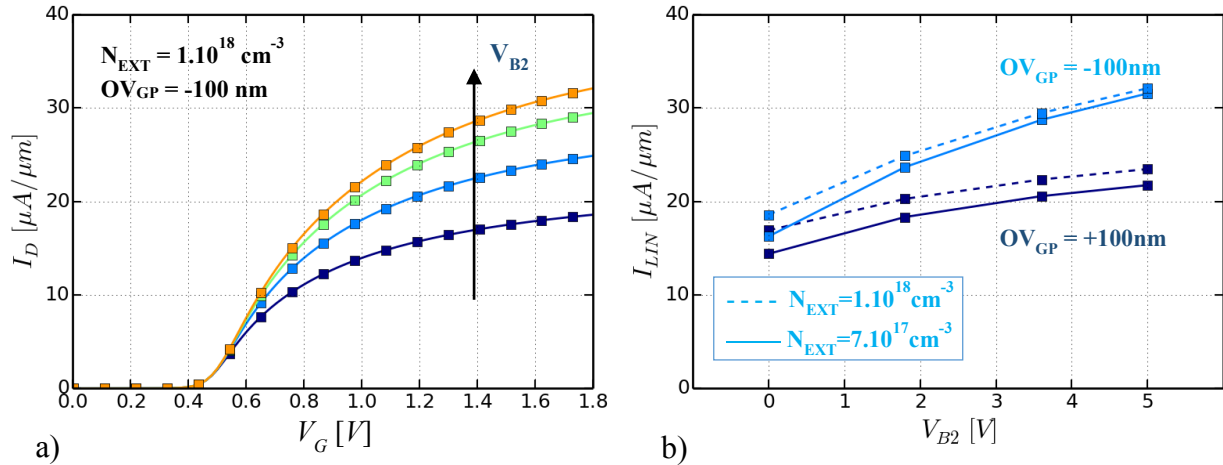 N_EXT = 1.10^18 cm^-3
OV_GP = -100 nm
V_B2
I_D [μA/μm]
40
30
20
10
0
0.0 0.2 0.4 0.6 0.8 1.0 1.2 1.4 1.6 1.8
V_G [V]
a)
OV_GP = -100nm
OV_GP = +100nm
N_EXT=1.10^18cm^-3
N_EXT=7.10^17cm^-3
I_LIN [μA/μm]
40
30
20
10
0
0 1 2 3 4 5
V_B2 [V]
b)